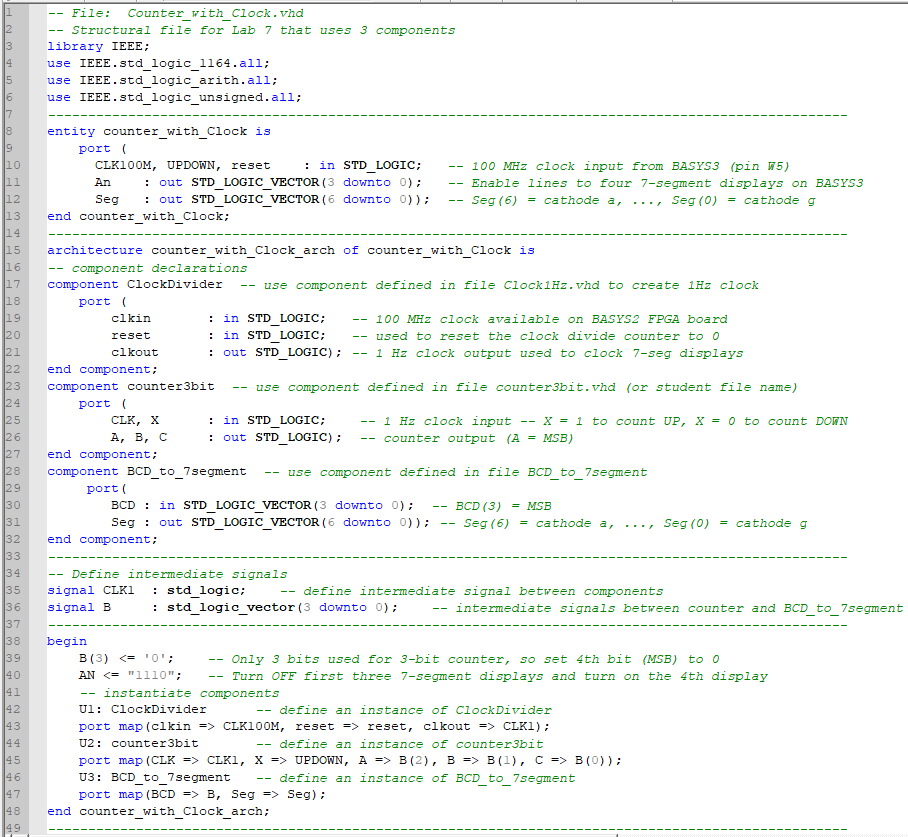 1 -- File:  Counter_with_Clock.vhd
2 -- Structural file for Lab 7 that uses 3 components
3 library IEEE;
4 use IEEE.std_logic_1164.all;
5 use IEEE.std_logic_arith.all;
6 use IEEE.std_logic_unsigned.all;
7 ----------------------------------------------------------------------------------------------------
8 entity counter_with_Clock is
9     port (
10       CLK100M, UPDOWN, reset    : in STD_LOGIC;   -- 100 MHz clock input from BASYS3 (pin W5)
11       An    : out STD_LOGIC_VECTOR(3 downto 0);   -- Enable lines to four 7-segment displays on BASYS3
12       Seg   : out STD_LOGIC_VECTOR(6 downto 0));  -- Seg(6) = cathode a, ..., Seg(0) = cathode g
13 end counter_with_Clock;
14 ----------------------------------------------------------------------------------------------------
15 architecture counter_with_Clock_arch of counter_with_Clock is
16 -- component declarations
17 component ClockDivider  -- use component defined in file Clock1Hz.vhd to create 1Hz clock
18     port (
19         clkin       : in STD_LOGIC;   -- 100 MHz clock available on BASYS2 FPGA board
20         reset       : in STD_LOGIC;   -- used to reset the clock divide counter to 0
21         clkout      : out STD_LOGIC); -- 1 Hz clock output used to clock 7-seg displays
22 end component;
23 component counter3bit  -- use component defined in file counter3bit.vhd (or student file name)
24     port (
25         CLK, X      : in STD_LOGIC;    -- 1 Hz clock input -- X = 1 to count UP, X = 0 to count DOWN
26         A, B, C     : out STD_LOGIC);  -- counter output (A = MSB)
27 end component;
28 component BCD_to_7segment  -- use component defined in file BCD_to_7segment
29      port(
30         BCD : in STD_LOGIC_VECTOR(3 downto 0);  -- BCD(3) = MSB
31         Seg : out STD_LOGIC_VECTOR(6 downto 0)); -- Seg(6) = cathode a, ..., Seg(0) = cathode g
32 end component;
33 ----------------------------------------------------------------------------------------------------
34 -- Define intermediate signals
35 signal CLK1  : std_logic;    -- define intermediate signal between components
36 signal B     : std_logic_vector(3 downto 0);    -- intermediate signals between counter and BCD_to_7segment
37 ----------------------------------------------------------------------------------------------------
38 begin
39     B(3) <= '0';    -- Only 3 bits used for 3-bit counter, so set 4th bit (MSB) to 0
40     AN <= "1110";   -- Turn OFF first three 7-segment displays and turn on the 4th display
41     -- instantiate components
42     U1: ClockDivider      -- define an instance of ClockDivider
43     port map(clkin => CLK100M, reset => reset, clkout => CLK1);
44     U2: counter3bit       -- define an instance of counter3bit
45     port map(CLK => CLK1, X => UPDOWN, A => B(2), B => B(1), C => B(0));
46     U3: BCD_to_7segment   -- define an instance of BCD_to_7segment
47     port map(BCD => B, Seg => Seg);
48 end counter_with_Clock_arch;
49 ----------------------------------------------------------------------------------------------------